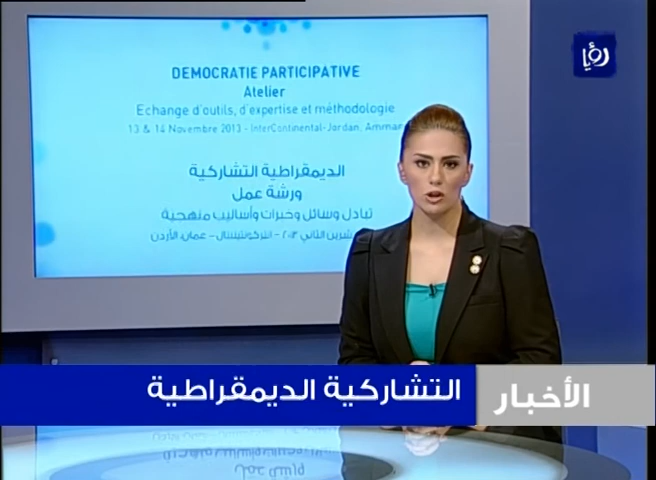 DEMOCRATIE PARTICIPATIVE
Atelier
Echange d'outils, d'expertise et méthodologie
13 & 14 Novembre 2013 - InterContinental-Jordan, Amman
الديمقراطية التشاركية
ورشة عمل
تبادل وسائل وخبرات وأساليب منهجية
شرين الثاني ٢٠١٣ - انتركونتيننتال - عمان، الأردن
رؤيا
الأخبار
التشاركية الديمقراطية